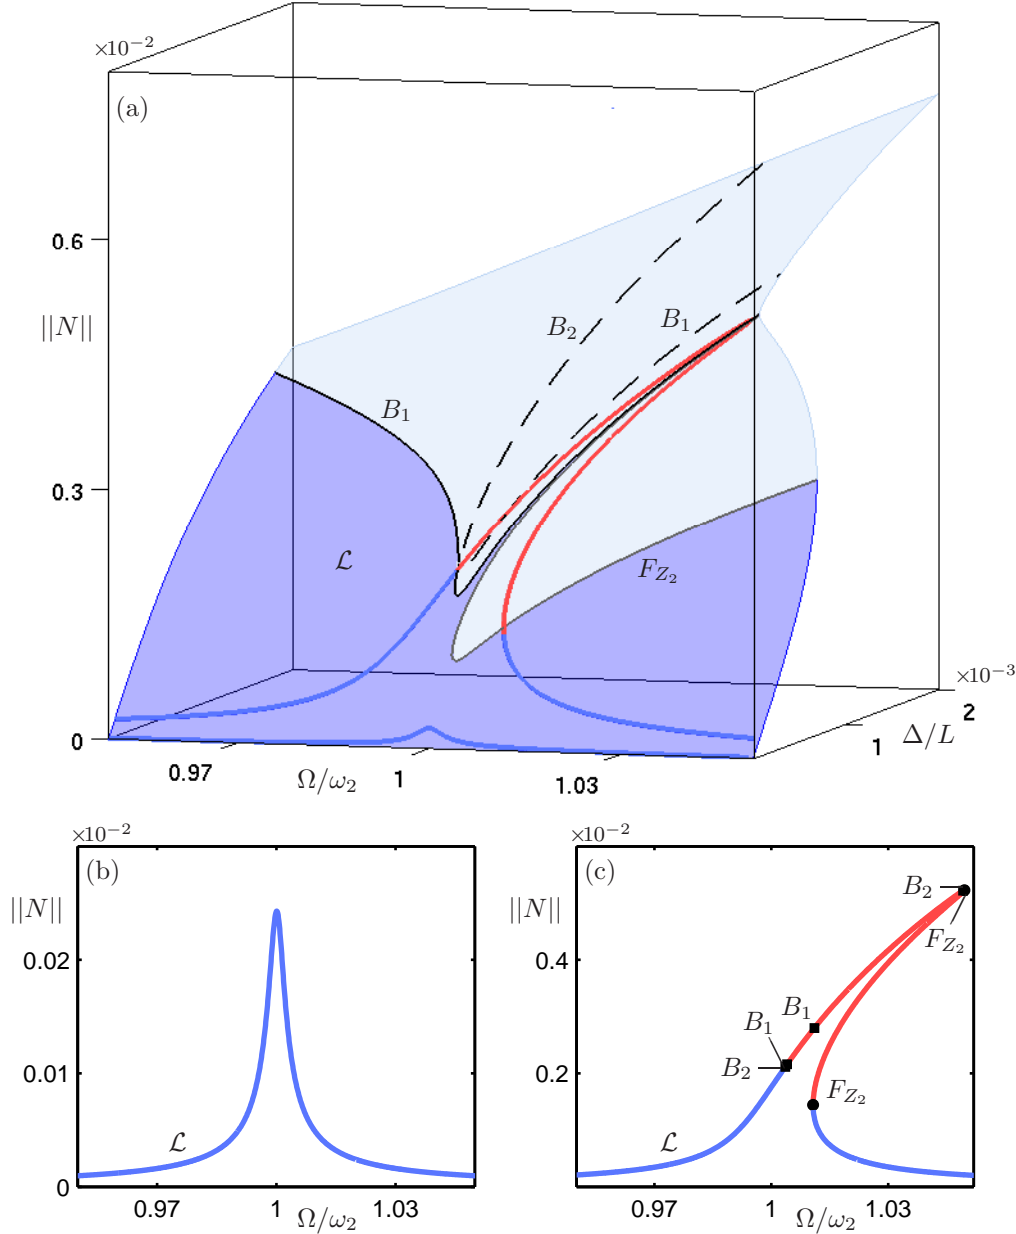 ×10⁻²
(a)
0.6
||N||
B₂
B₁
B₁
0.3
ℒ
F_{Z₂}
×10⁻³
2
0
Δ/L
1
0.97
Ω/ω₂
1
1.03
×10⁻²
(b)
||N||
0.02
0.01
ℒ
0
0.97
1
Ω/ω₂
1.03
×10⁻²
(c)
B₂
||N||
F_{Z₂}
0.4
B₁
B₁
B₂
0.2
F_{Z₂}
ℒ
0.97
1
Ω/ω₂
1.03